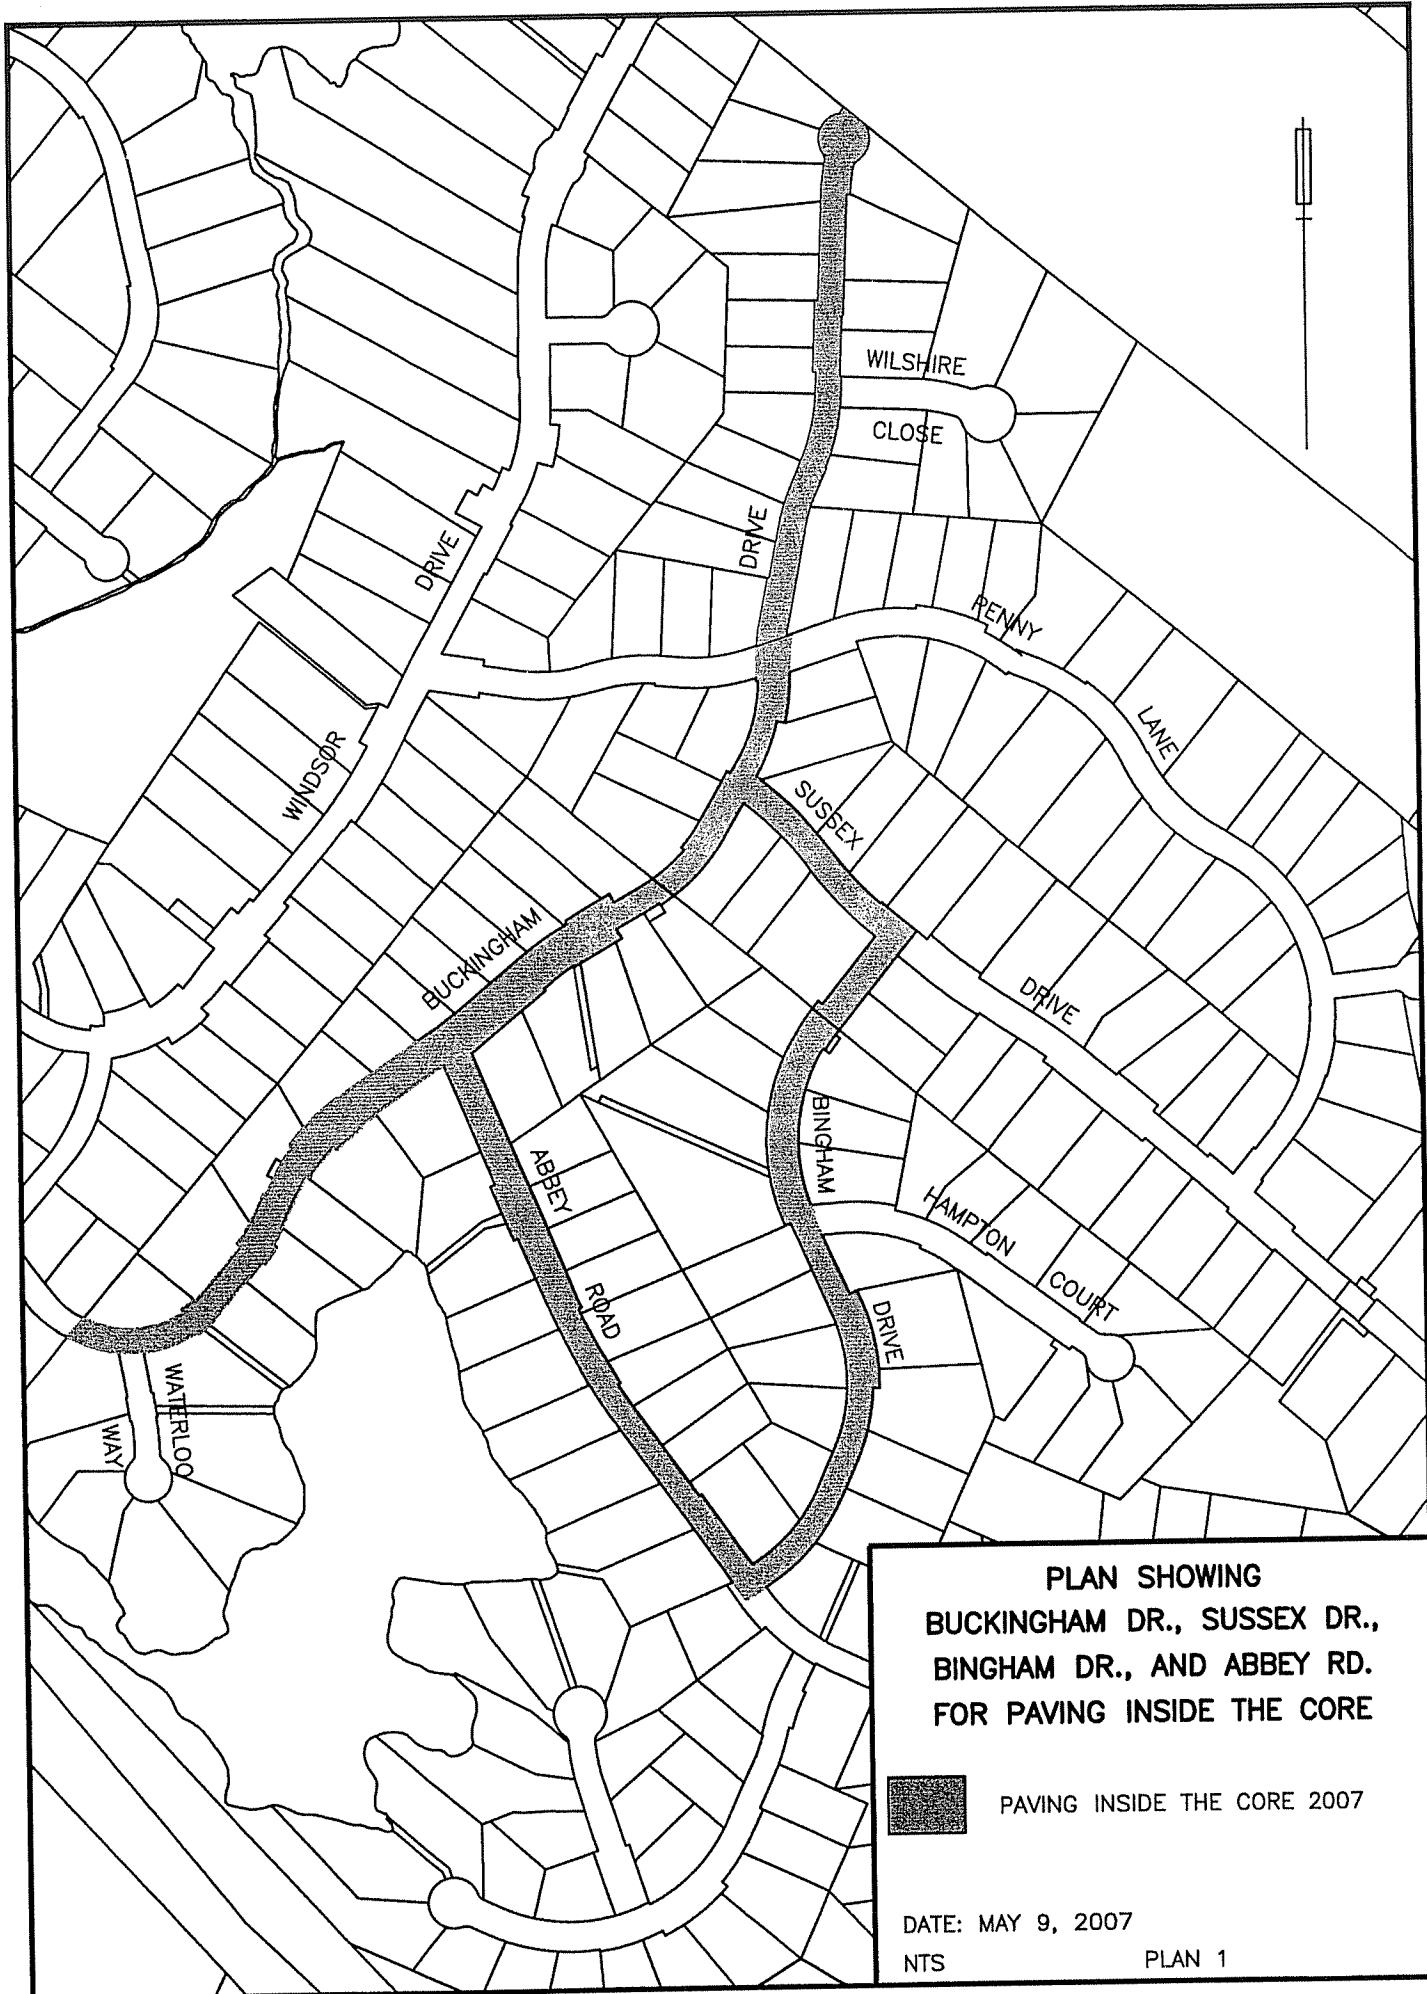 WILSHIRE
CLOSE
DRIVE
DRIVE
PENNY
LANE
WINDSOR
SUSSEX
BUCKINGHAM
DRIVE
BINGHAM
ABBEY
HAMPTON
COURT
ROAD
DRIVE
WATERLOO
WAY
PLAN SHOWING
BUCKINGHAM DR., SUSSEX DR.,
BINGHAM DR., AND ABBEY RD.
FOR PAVING INSIDE THE CORE
PAVING INSIDE THE CORE 2007
DATE: MAY 9, 2007
NTS PLAN 1